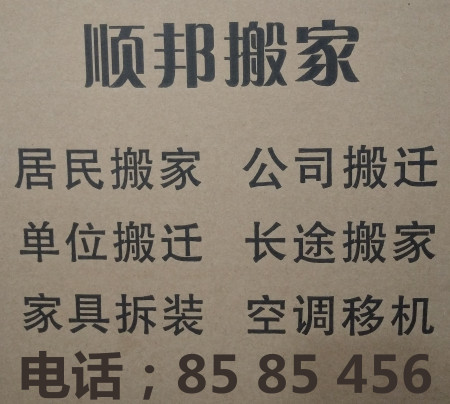 顺邦搬家
居民搬家 公司搬迁
单位搬迁 长途搬家
家具拆装 空调移机
电话；85 85 456